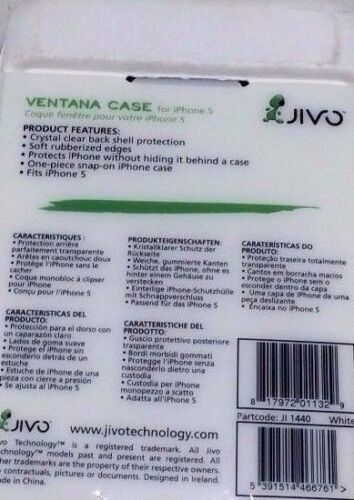 VENTANA CASE for iPhone 5
Coque fenêtre pour votre iPhone 5
JIVO
PRODUCT FEATURES:
• Crystal clear back shell protection
• Soft rubberized edges
• Protects iPhone without hiding it behind a case
• One-piece snap-on iPhone case
• Fits iPhone 5
CARACTERISTIQUES :
• Protection arrière
parfaitement transparente
• Arêtes en caoutchouc doux
• Protège l'iPhone sans le
cacher
• Coque monobloc à clipser
pour iPhone
• Conçu pour l'iPhone 5
PRODUKTEIGENSCHAFTEN:
• Kristallklarer Schutz der
Rückseite
• Weiche, gummierte Kanten
• Schützt das iPhone, ohne es
hinter einem Gehäuse zu
verstecken
• Einteilige iPhone-Schutzhülle
mit Schnappverschluss
• Passend für das iPhone 5
CARATERÍSTICAS DO
PRODUTO:
• Proteção traseira totalmente
transparente
• Cantos em borracha macios
• Protege o iPhone sem o
esconder dentro da capa
• Uma capa de iPhone de uma
peça deslizante
• Encaixa no iPhone 5
CARACTERÍSTICAS DEL
PRODUCTO:
• Protección para el dorso con
un caparazón claro
• Lados de goma suave
• Protege el iPhone sin
esconderlo detrás de un
estuche
• Estuche de iPhone de una
pieza con cierre a presión
• Se adapta al iPhone 5
CARATTERISTICHE DEL
PRODOTTO:
• Guscio protettivo posteriore
trasparente
• Bordi morbidi gommati
• Protegge l'iPhone senza
nasconderlo dietro una
custodia
• Custodia per iPhone
monopezzo a scatto
• Adatta all'iPhone 5
8 17972 01132 9
JIVO
www.jivotechnology.com
Partcode: JI 1440 White
Technology™ is a registered trademark. All Jivo
Technology™ models past and present are registered.
other trademarks are the property of their respective owners.
contractuals, pictures or documents. Designed in Ireland.
in China.
5 391514 466761 >